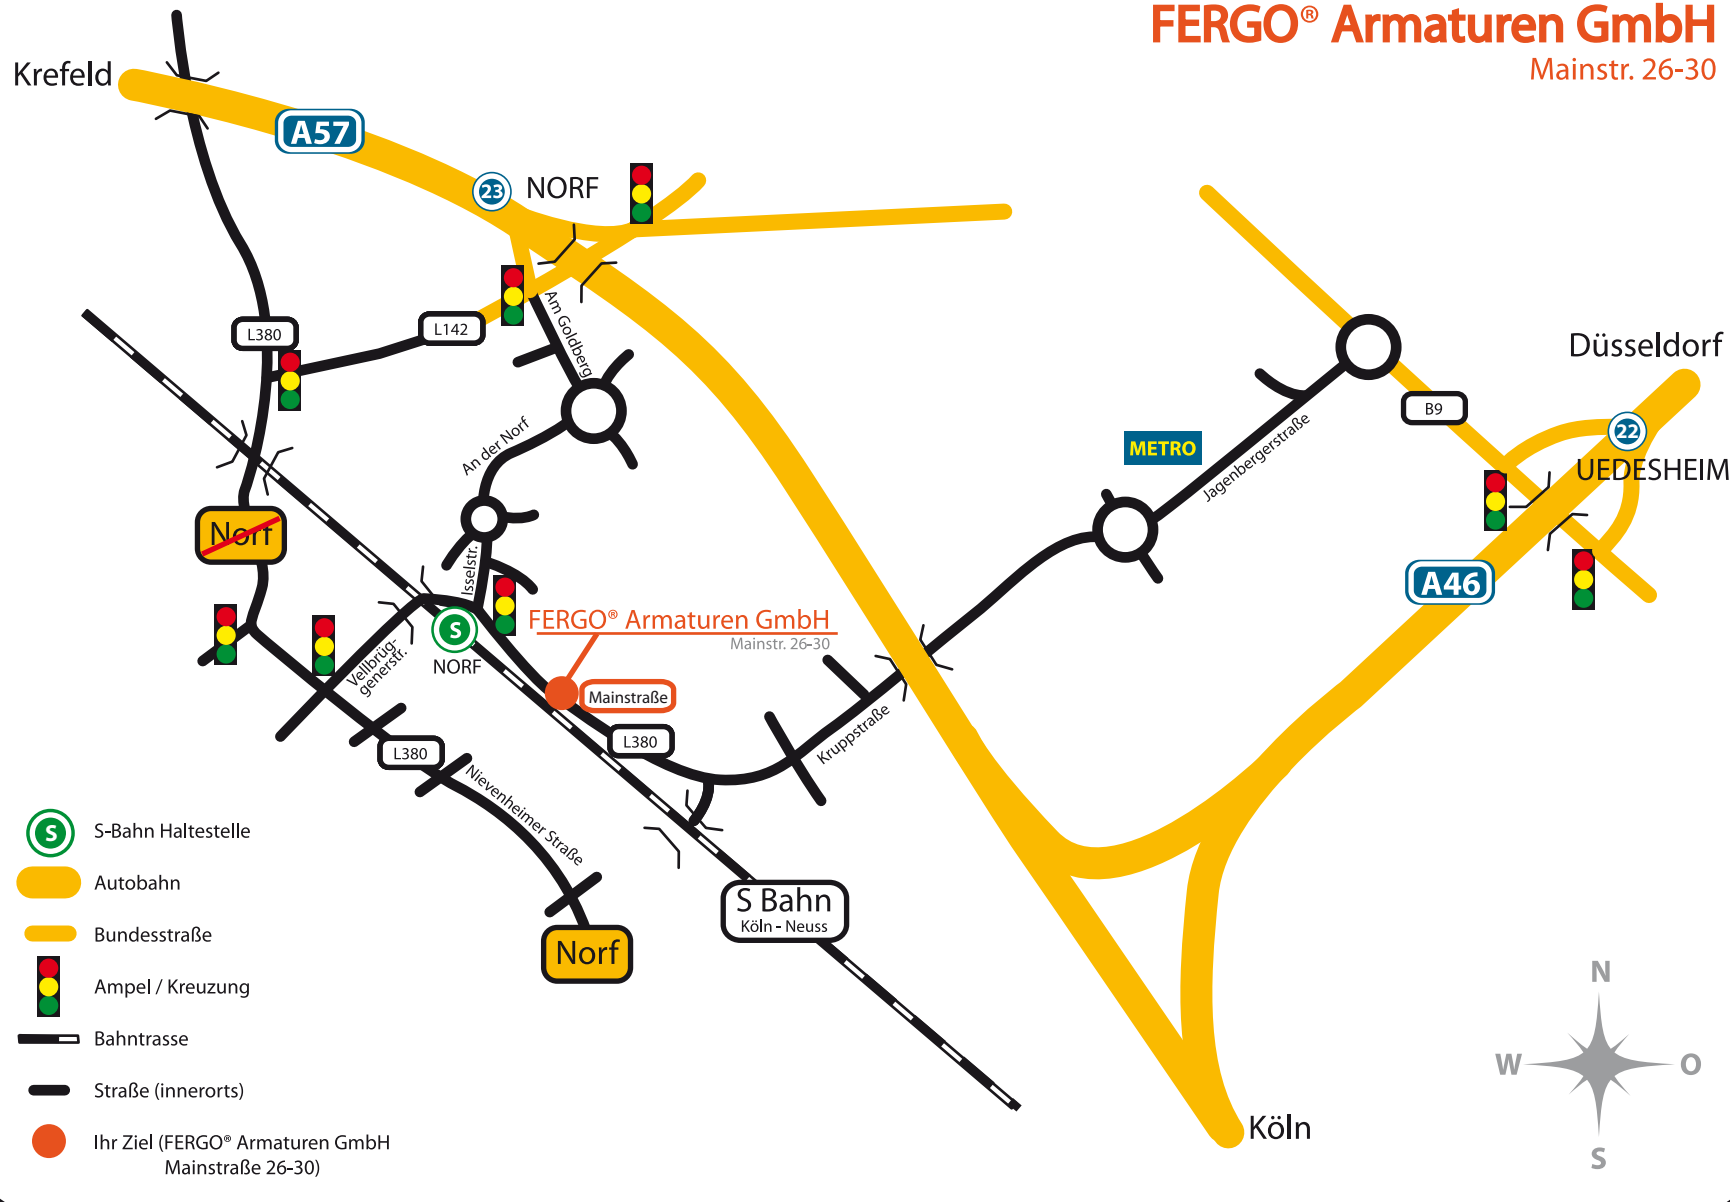 FERGO® Armaturen GmbH
Mainstr. 26-30
Krefeld
A57
23
NORF
L380
L142
Am Goldberg
An der Norf
Norf
Isselstr.
S
NORF
Vellbrüg-
generstr.
FERGO® Armaturen GmbH
Mainstr. 26-30
Mainstraße
L380
L380
Kruppstraße
Nievenheimer Straße
Norf
S Bahn
Köln - Neuss
METRO
Jagenbergerstraße
B9
Düsseldorf
22
UEDESHEIM
A46
Köln
S
S-Bahn Haltestelle
Autobahn
Bundesstraße
Ampel / Kreuzung
Bahntrasse
Straße (innerorts)
Ihr Ziel (FERGO® Armaturen GmbH
Mainstraße 26-30)
N
W
O
S